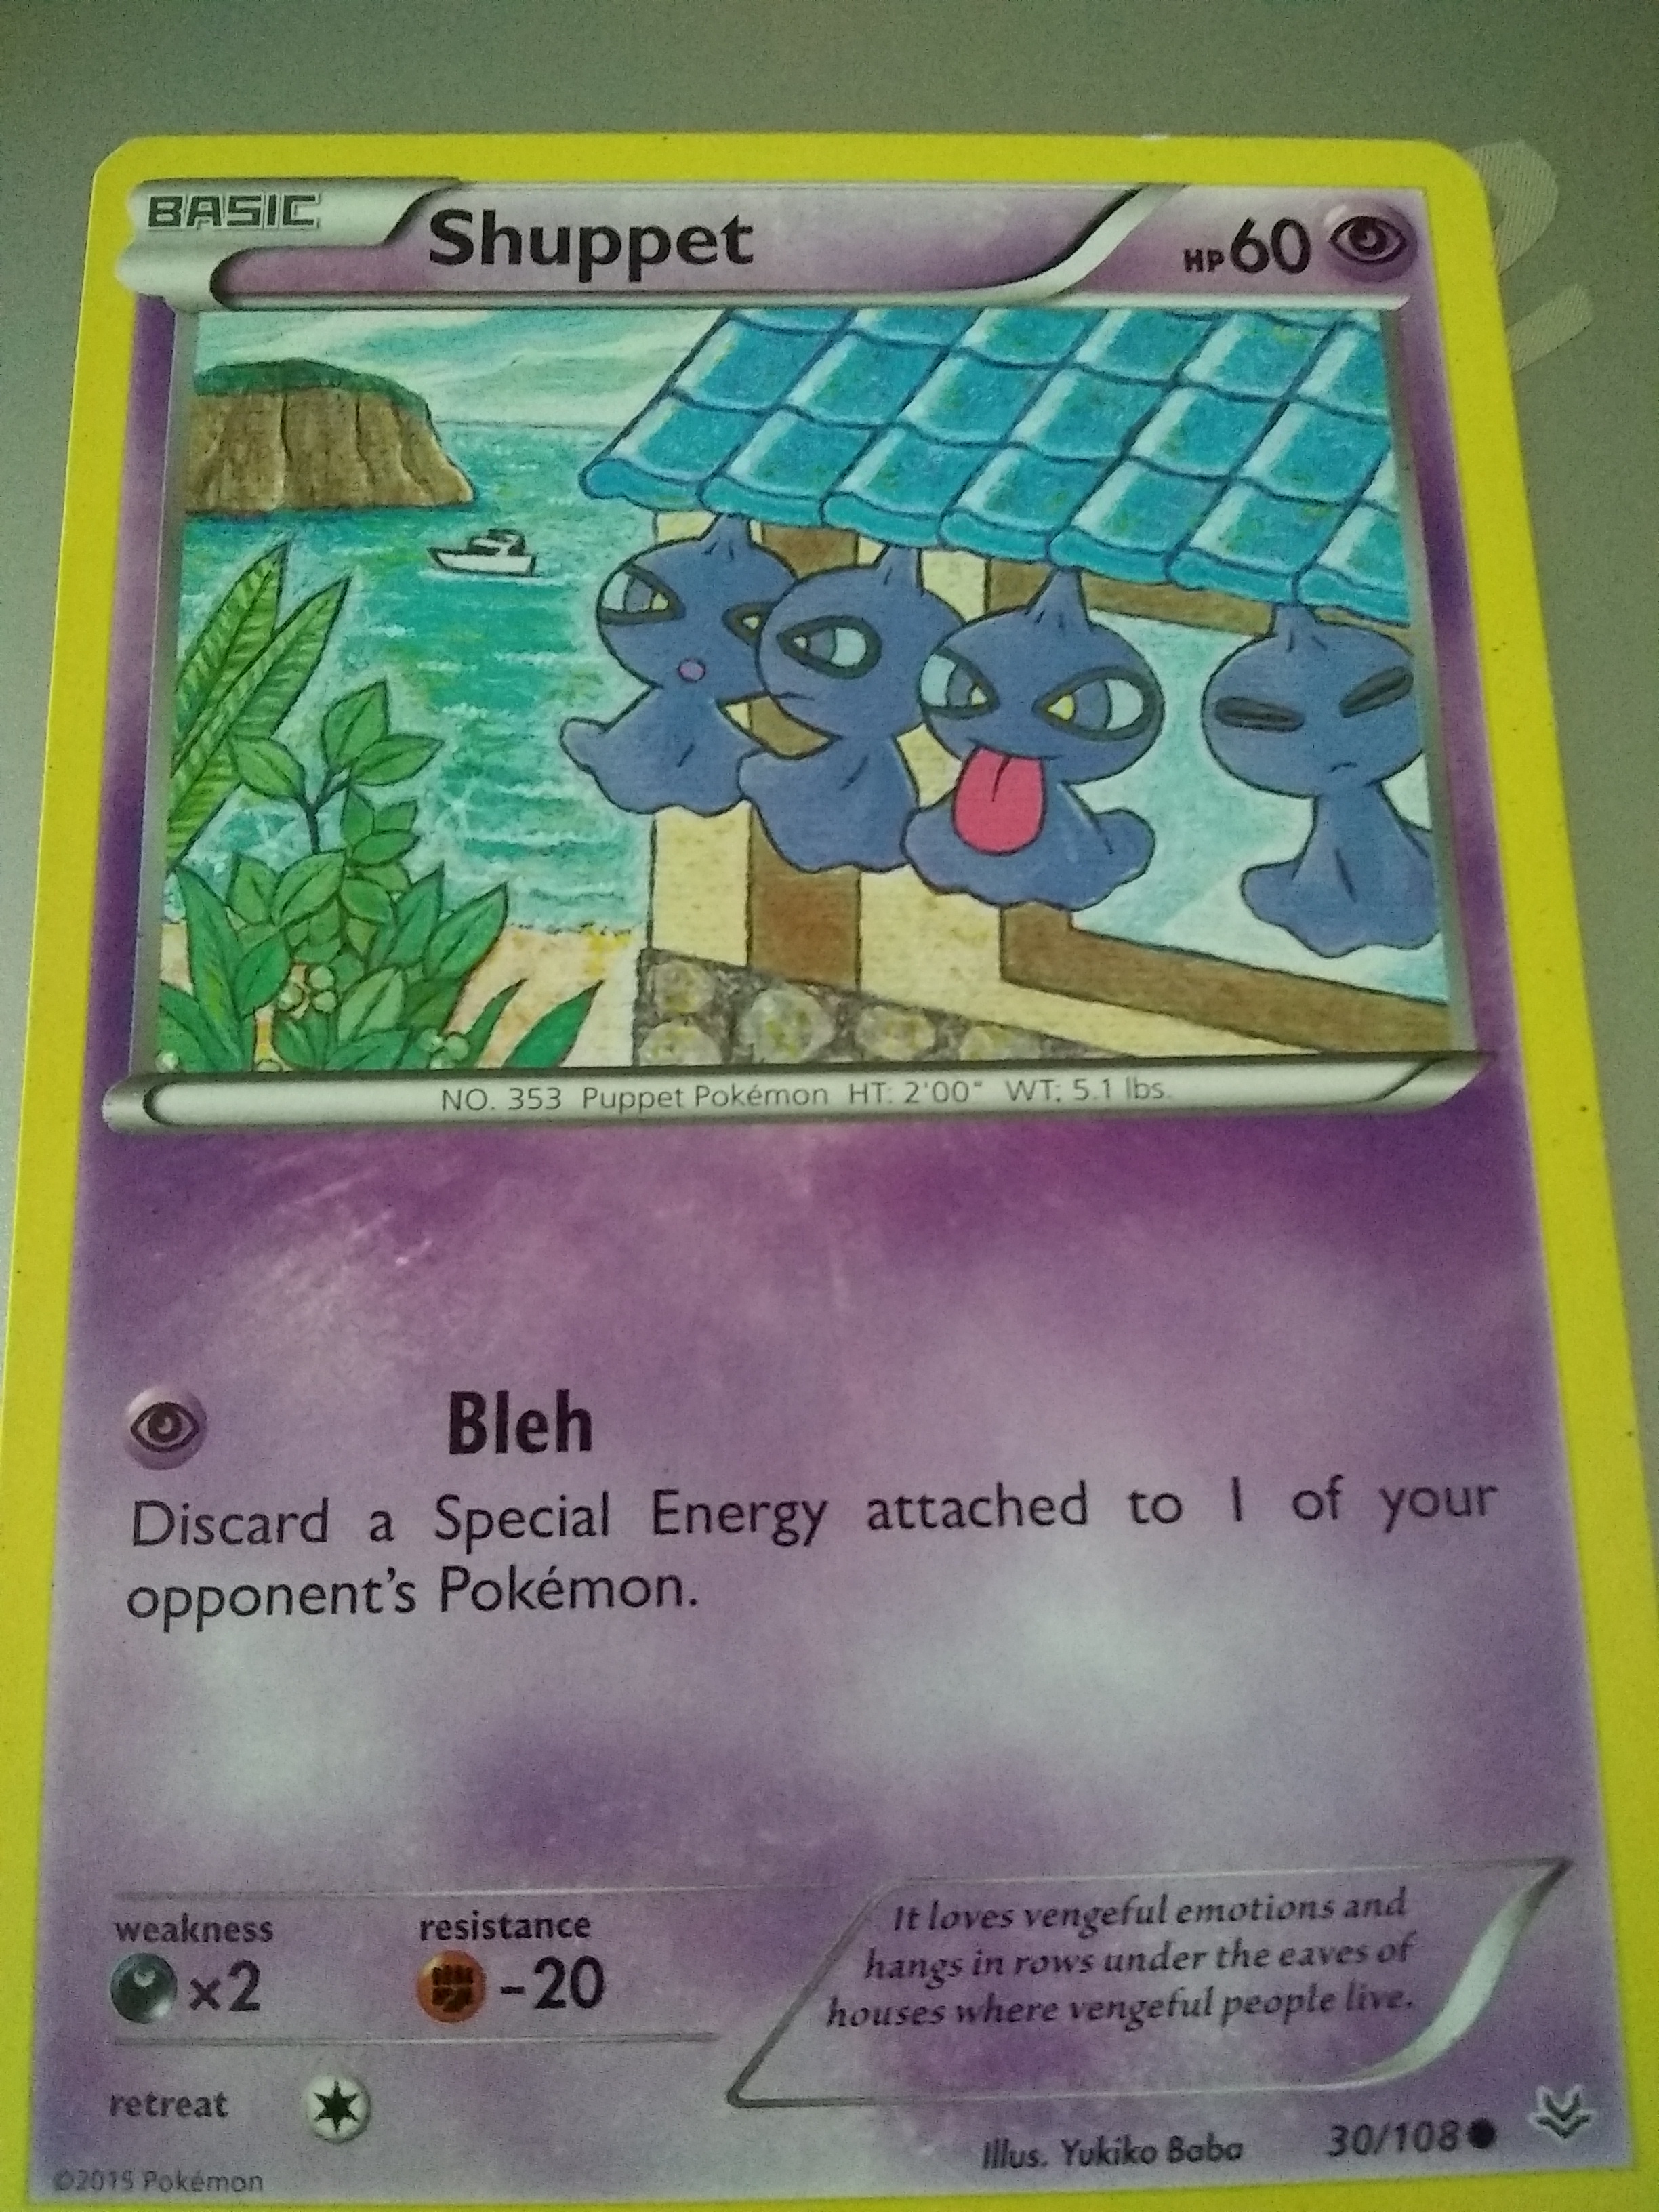 BASIC
Shuppet
HP60
NO. 353 Puppet Pokémon HT: 2'00" WT: 5.1 lbs.
Bleh
Discard a Special Energy attached to 1 of your
opponent's Pokémon.
weakness
×2
resistance
-20
It loves vengeful emotions and
hangs in rows under the eaves of
houses where vengeful people live.
retreat
Illus. Yukiko Baba
30/108
©2015 Pokémon